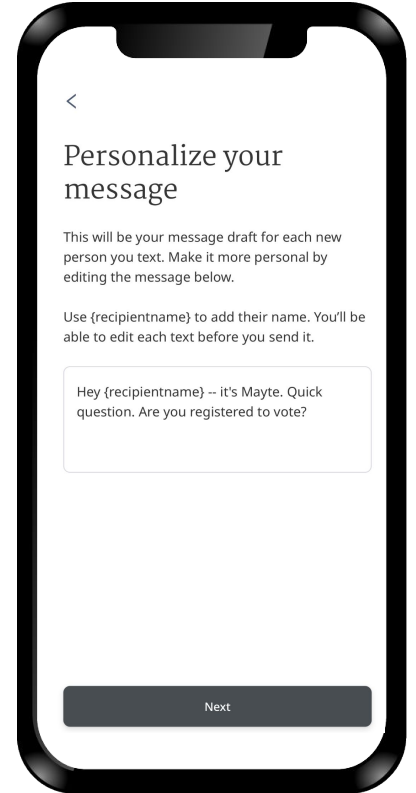 Personalize your
message
This will be your message draft for each new
person you text. Make it more personal by
editing the message below.
Use {recipientname} to add their name. You’ll be
able to edit each text before you send it.
Hey {recipientname} -- it's Mayte. Quick
question. Are you registered to vote?
Next